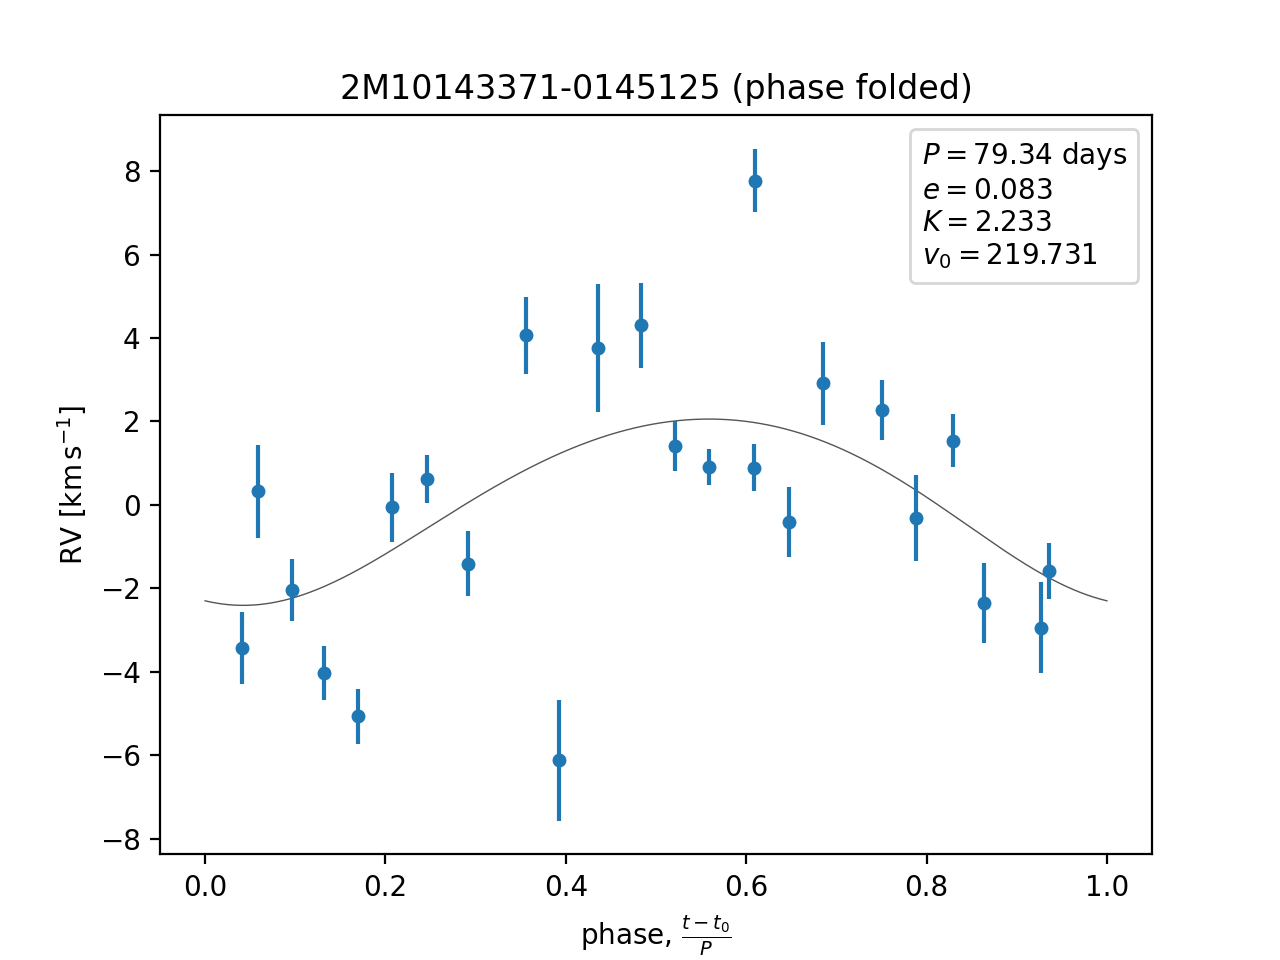 2M10143371-0145125 (phase folded)
P = 79.34 days
e = 0.083
K = 2.233
v₀ = 219.731
RV [km s⁻¹]
8
6
4
2
0
−2
−4
−6
−8
0.0 0.2 0.4 0.6 0.8 1.0
phase, (t − t₀)/P